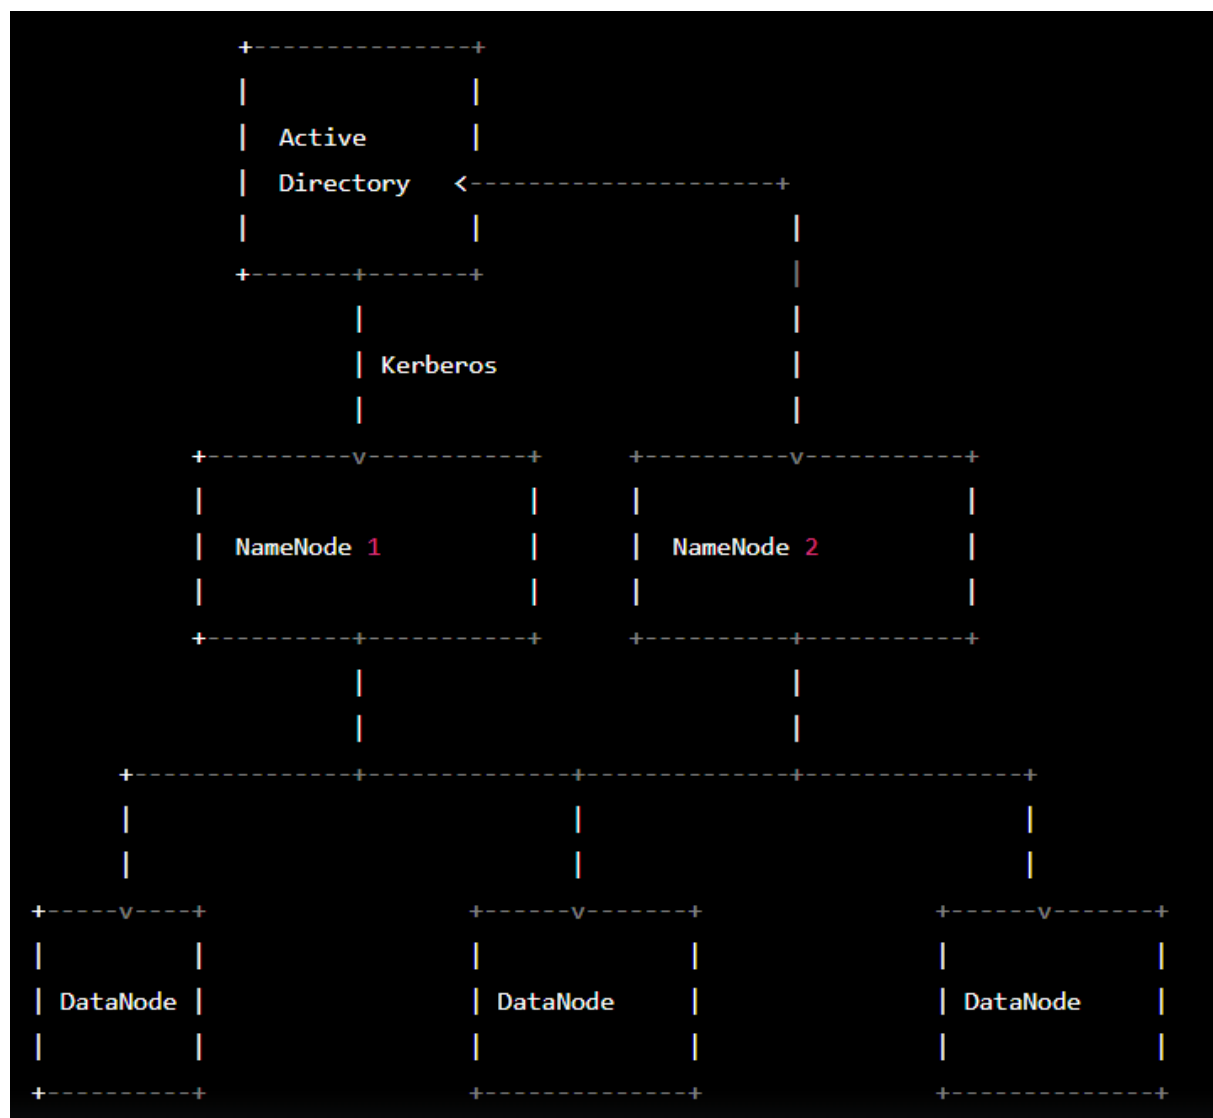 Active
Directory
Kerberos
NameNode 1
NameNode 2
DataNode
DataNode
DataNode